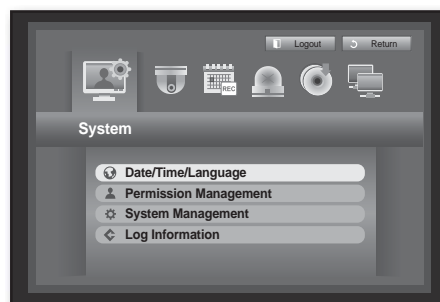 Logout
Return
REC
System
Date/Time/Language
Permission Management
System Management
Log Information